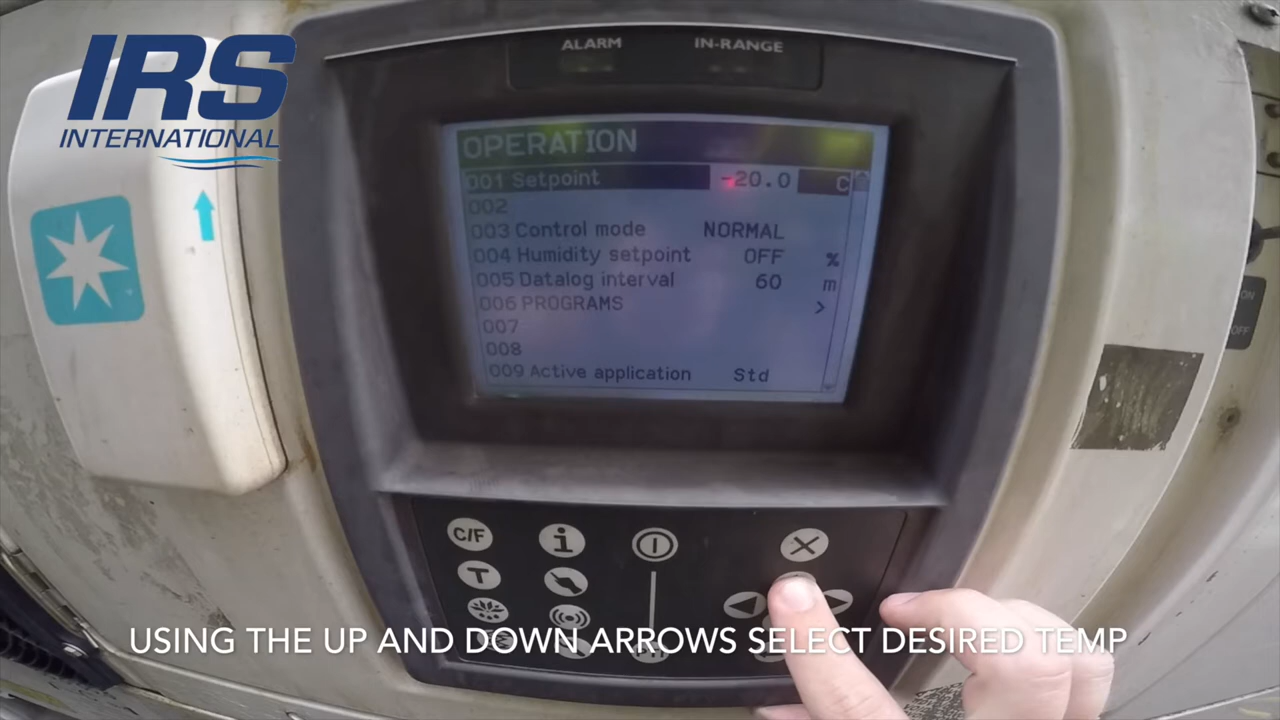 IRS
INTERNATIONAL
ALARM IN-RANGE
OPERATION
001 Setpoint -20.0 C
002
003 Control mode NORMAL
004 Humidity setpoint OFF %
005 Datalog interval 60 m
006 PROGRAMS >
007
008
009 Active application Std
ON
OFF
C/F i
T
USING THE UP AND DOWN ARROWS SELECT DESIRED TEMP